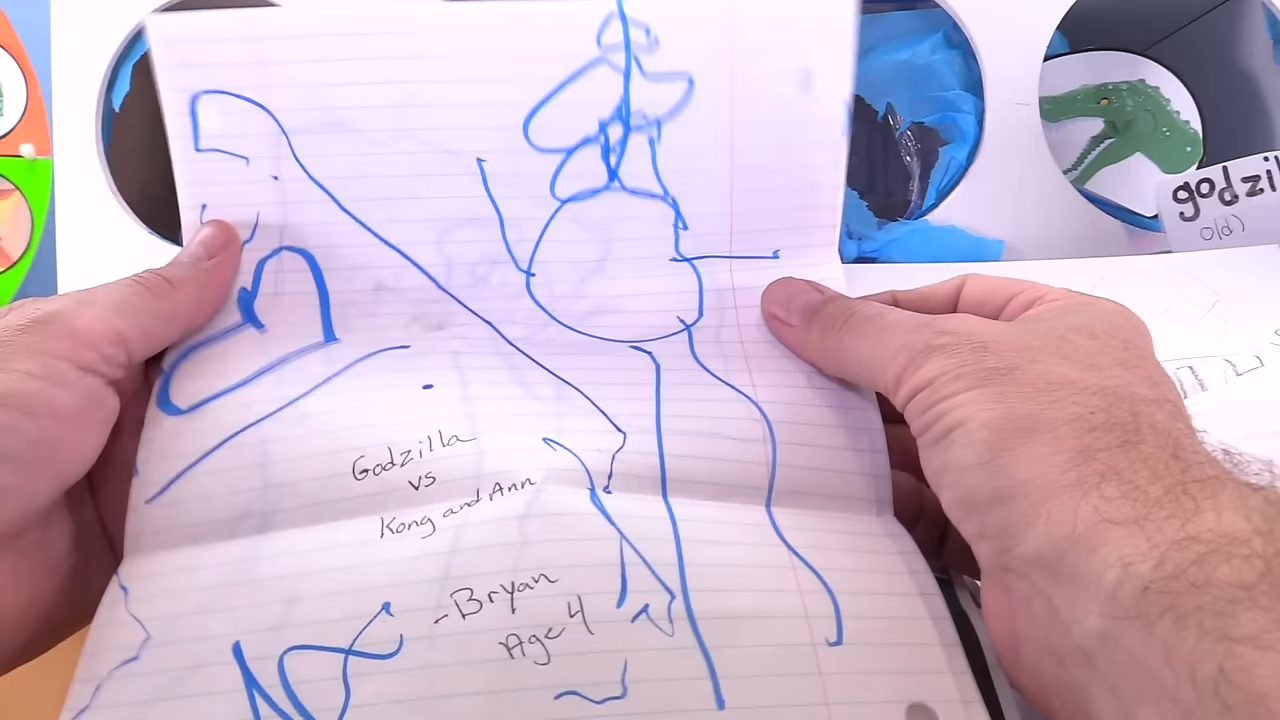 godzil
old)
Godzilla
vs
Kong and Ann
-Bryan
Age 4